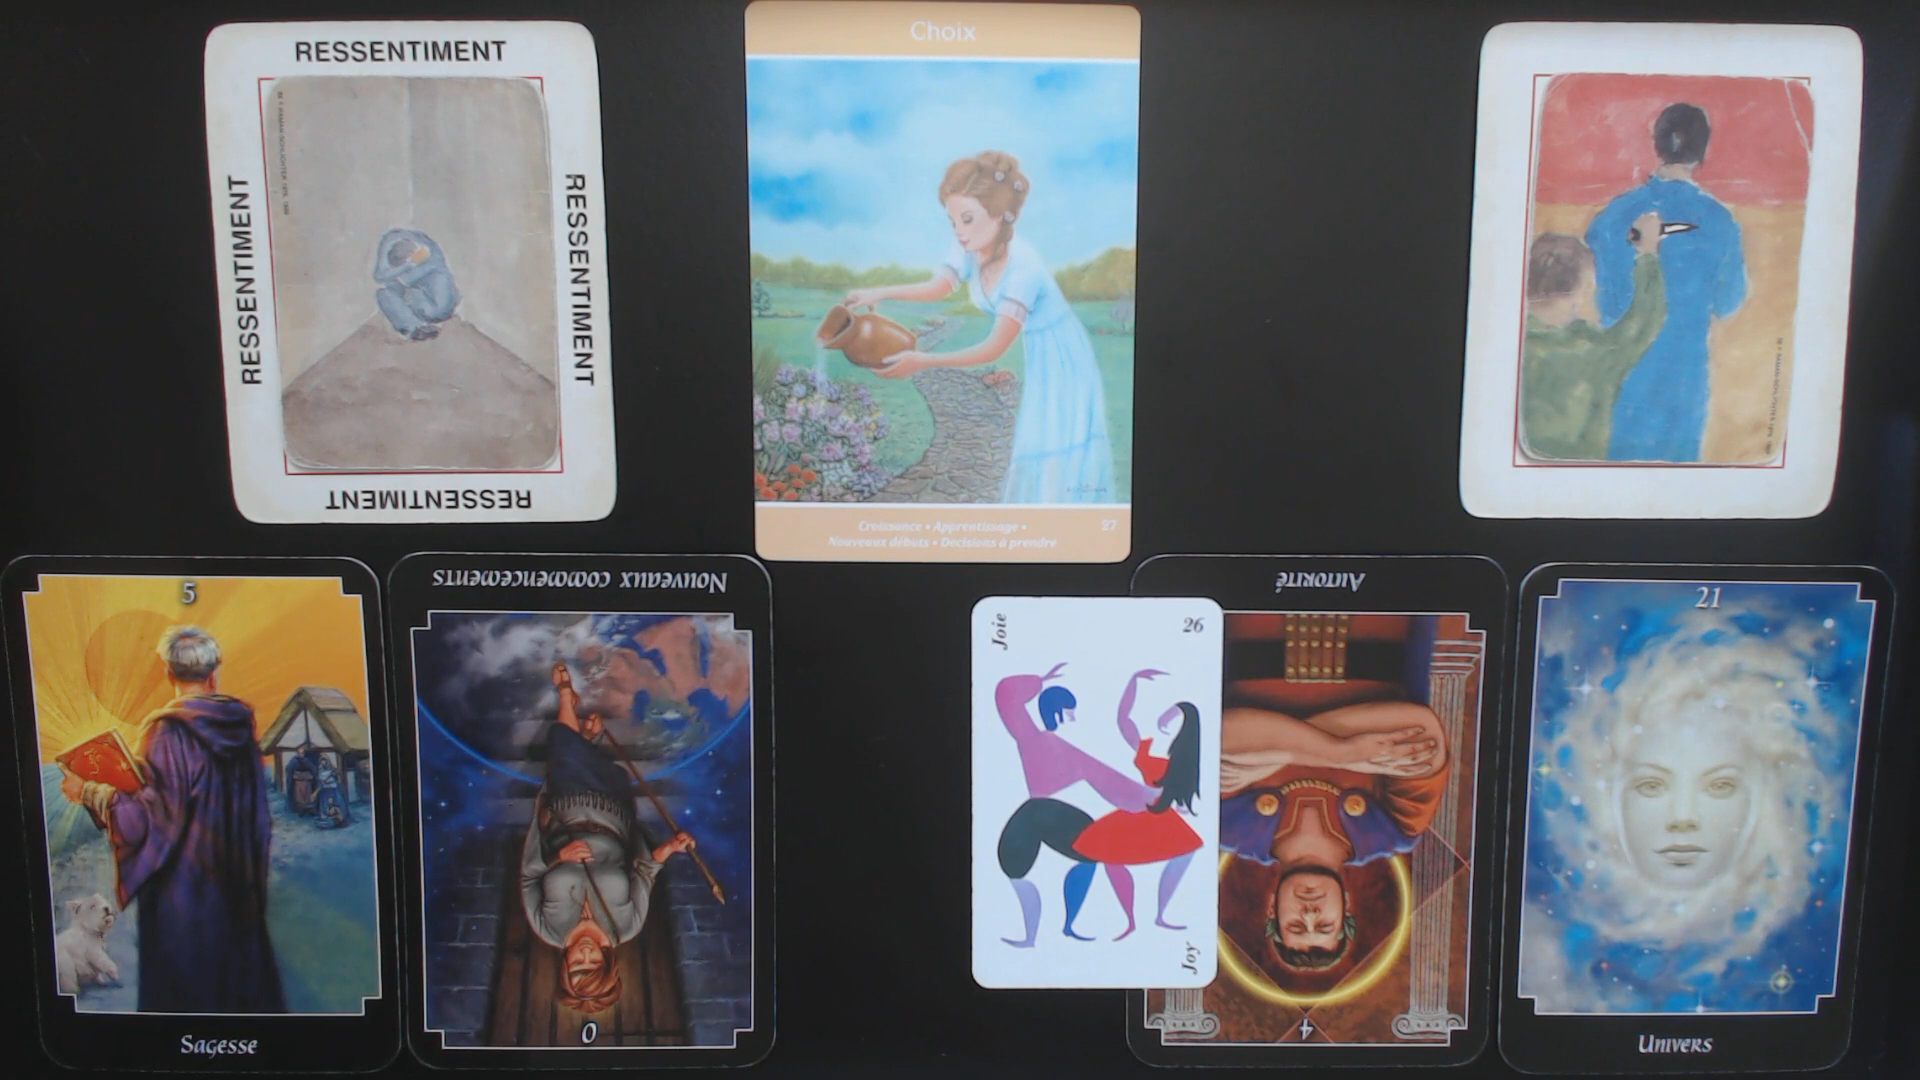 RESSENTIMENT
RESSENTIMENT
RESSENTIMENT
RESSENTIMENT
Choix
Croissance • Apprentissage •
Nouveaux débuts • Décisions à prendre
27
5
Sagesse
Nouveaux commencements
0
Joie
26
Joy
Autorité
4
21
Univers